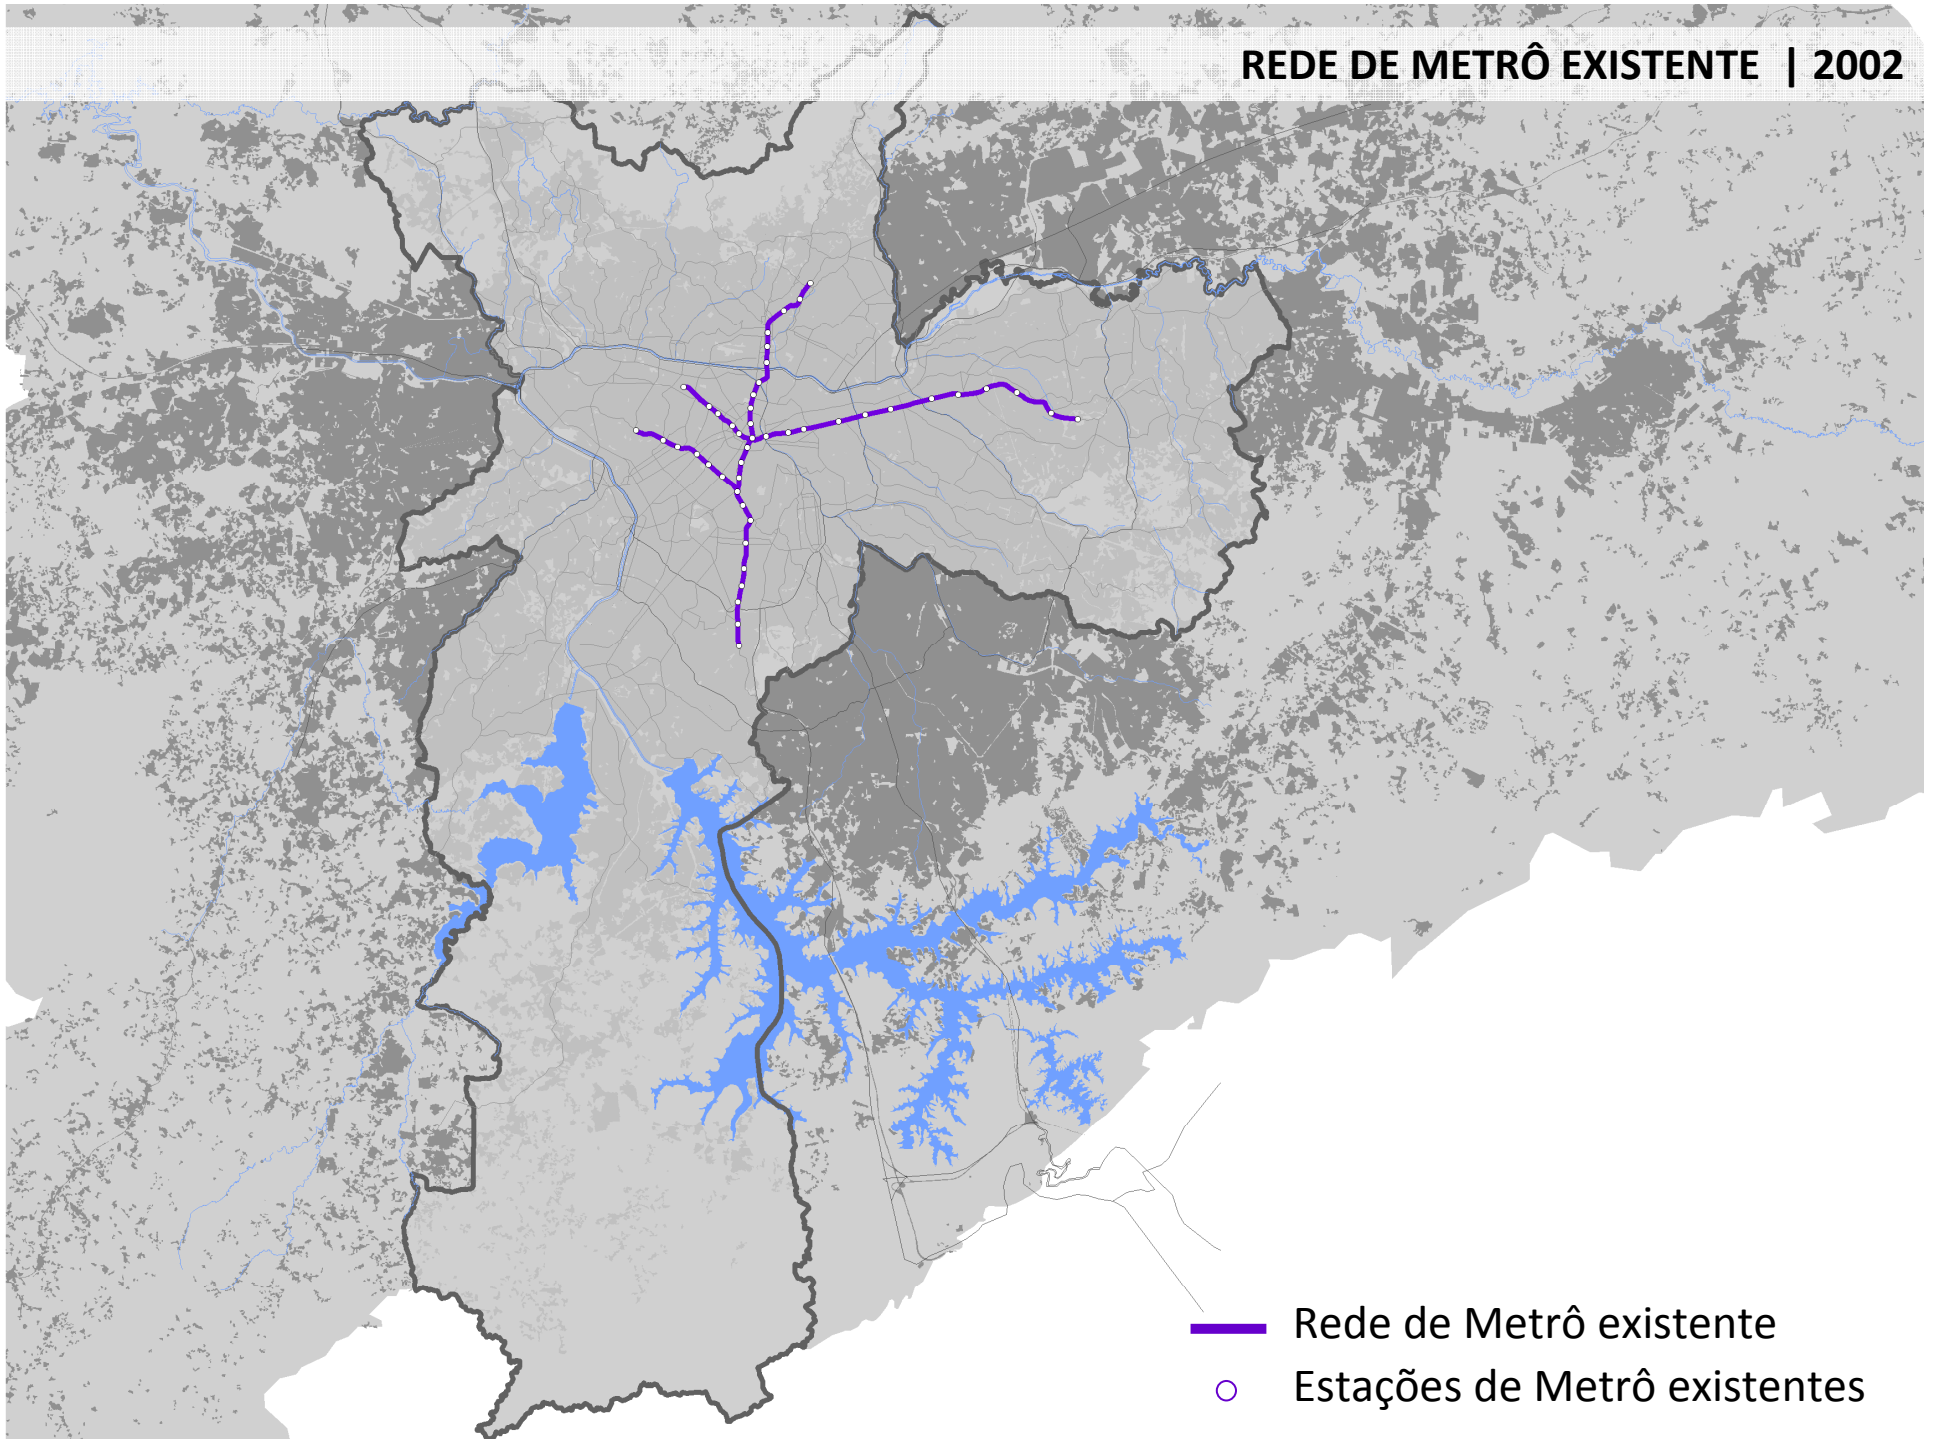 REDE DE METRÔ EXISTENTE | 2002
Rede de Metrô existente
Estações de Metrô existentes